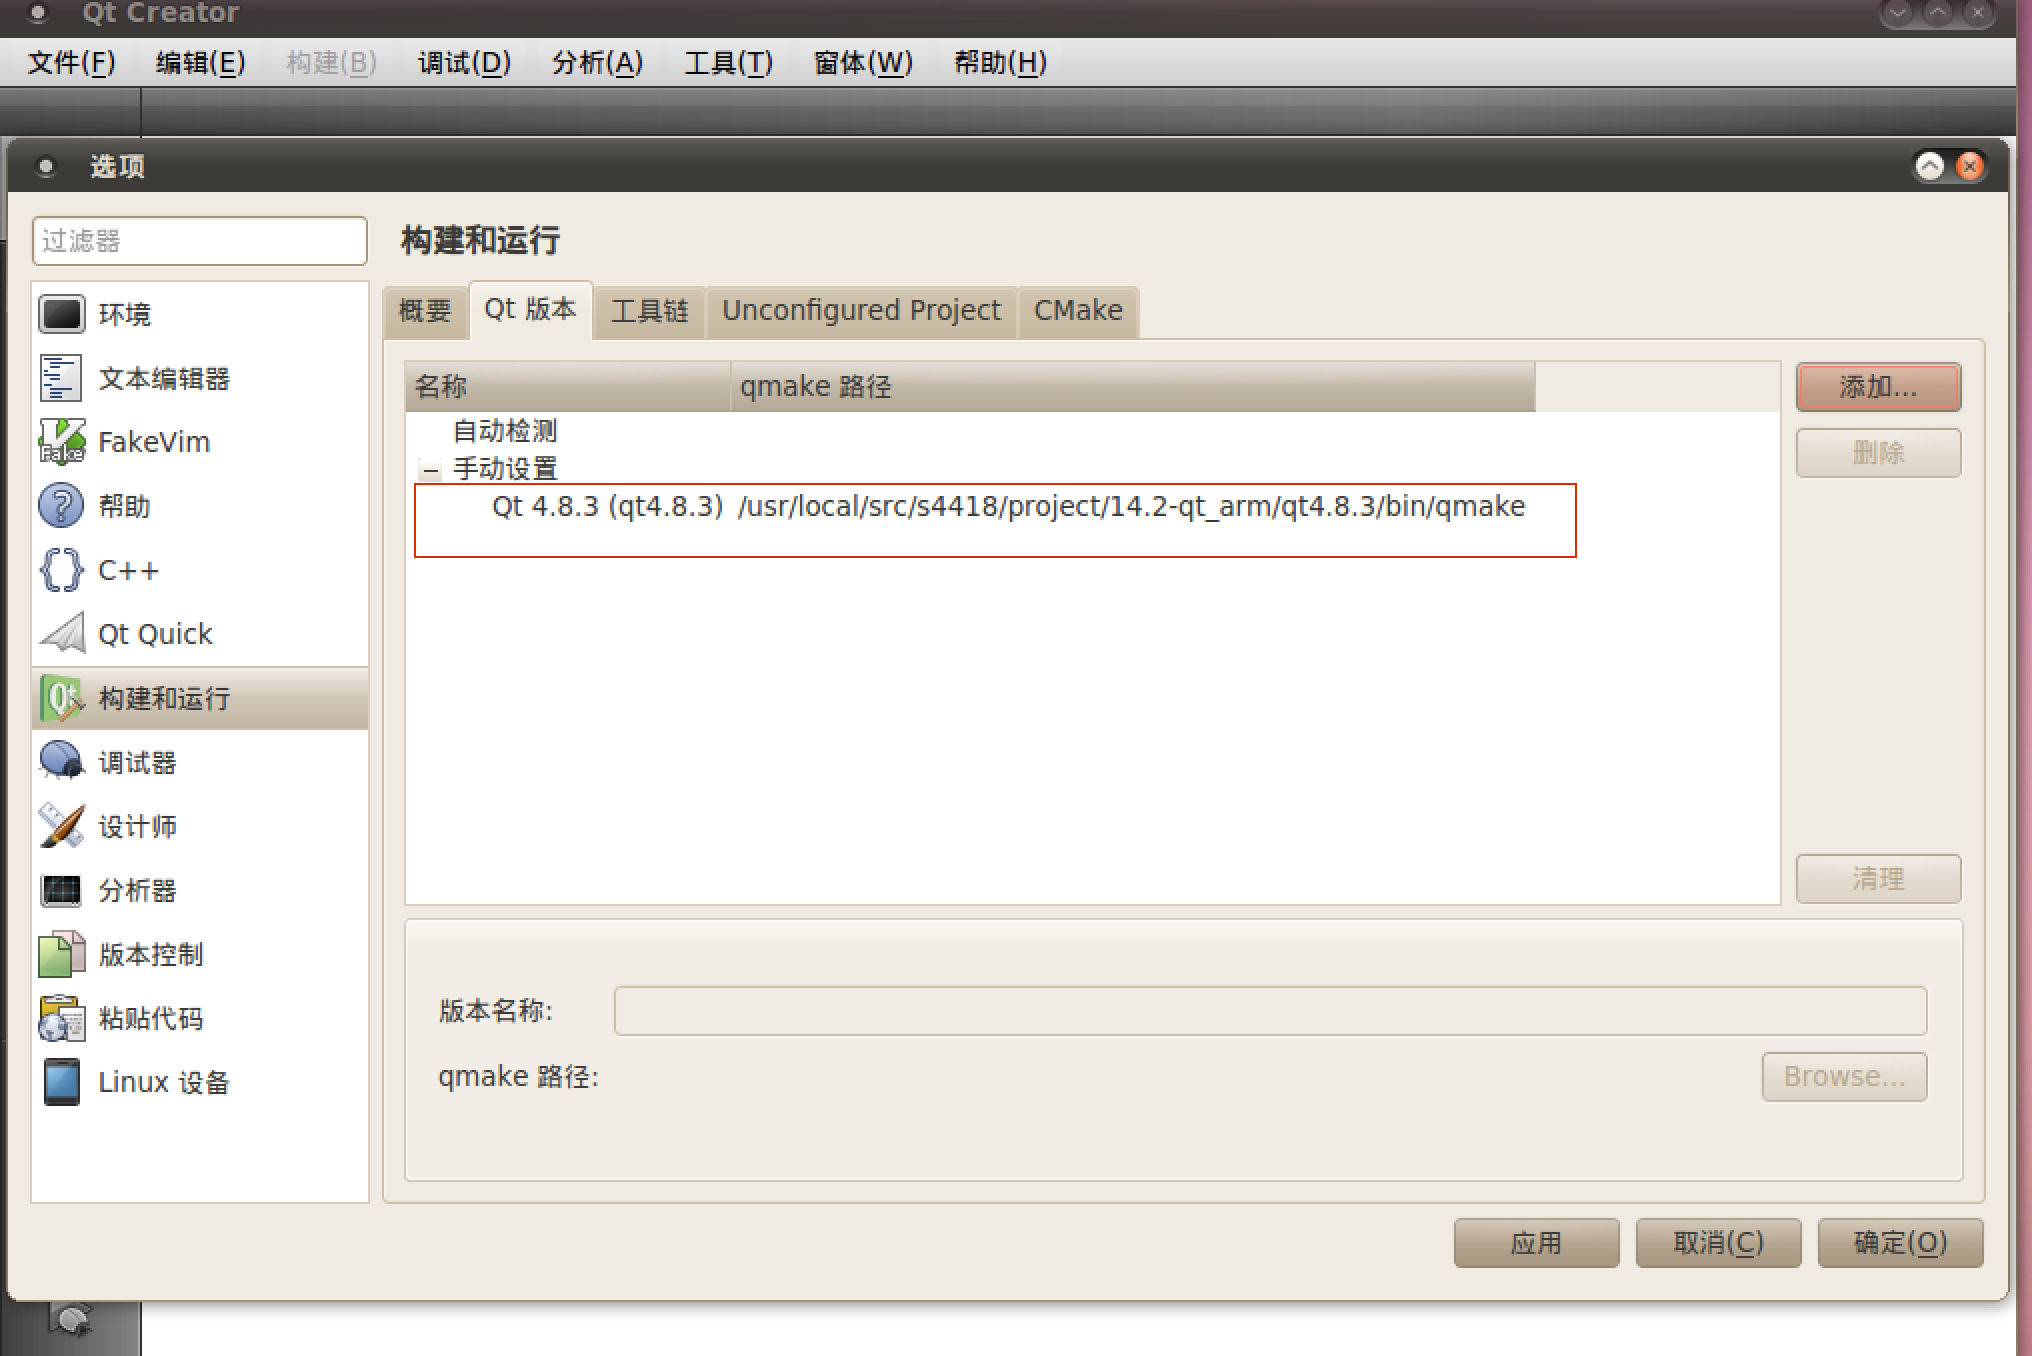 Qt Creator
文件(F) 编辑(E) 构建(B) 调试(D) 分析(A) 工具(T) 窗体(W) 帮助(H)
选项
过滤器
构建和运行
环境
文本编辑器
Fake
FakeVim
帮助
C++
Qt Quick
构建和运行
调试器
设计师
分析器
版本控制
粘贴代码
Linux 设备
概要 Qt 版本 工具链 Unconfigured Project CMake
名称 qmake 路径
自动检测
手动设置
Qt 4.8.3 (qt4.8.3) /usr/local/src/s4418/project/14.2-qt_arm/qt4.8.3/bin/qmake
添加...
删除
清理
版本名称:
qmake 路径:
Browse...
应用 取消(C) 确定(O)